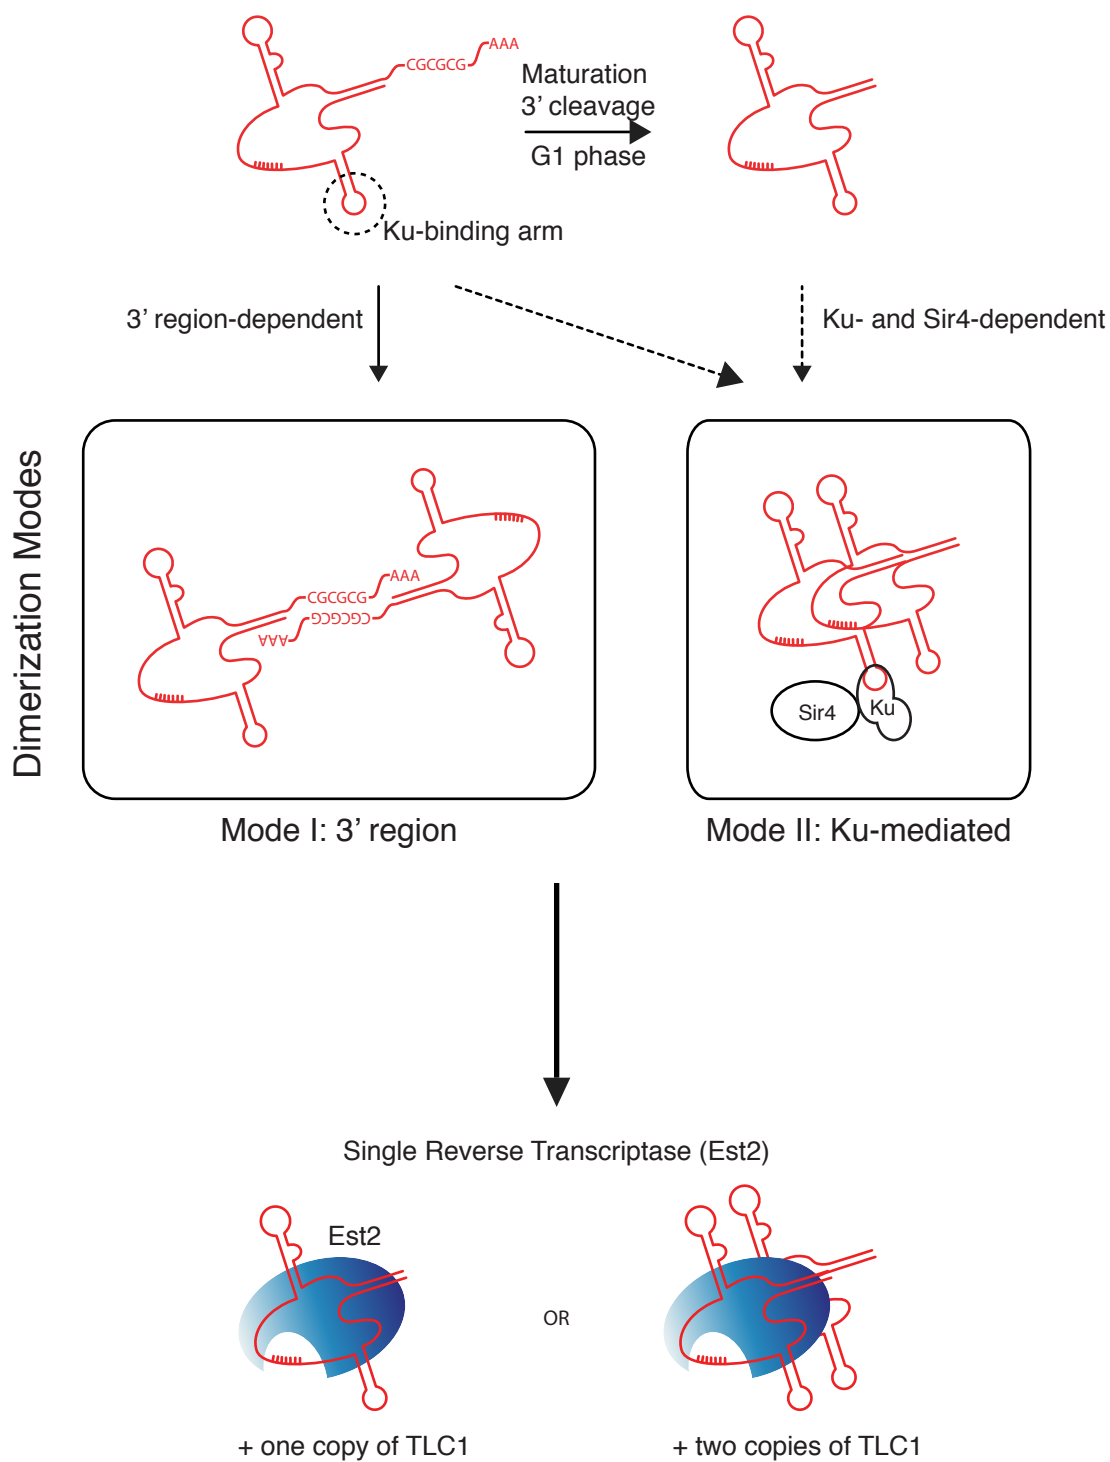 AAA
CGCGCG
Maturation
3’ cleavage
G1 phase
Ku-binding arm
3’ region-dependent
Ku- and Sir4-dependent
Dimerization Modes
AAA
CGCGCG
CGCGCG
AAA
Sir4
Ku
Mode I: 3’ region
Mode II: Ku-mediated
Single Reverse Transcriptase (Est2)
Est2
OR
+ one copy of TLC1
+ two copies of TLC1